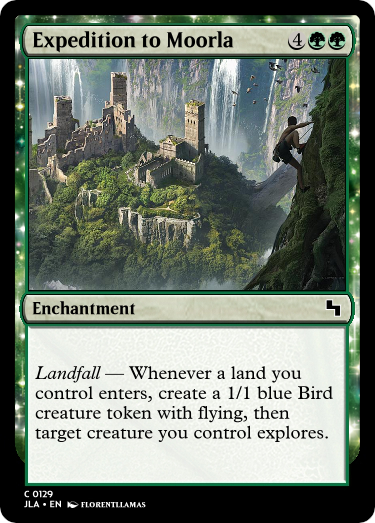 Expedition to Moorla 4
Enchantment
Landfall — Whenever a land you
control enters, create a 1/1 blue Bird
creature token with flying, then
target creature you control explores.
C 0129
JLA • EN FLORENTLLAMAS